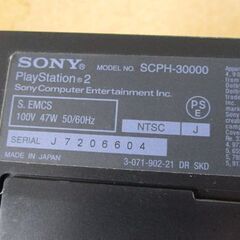 SONY MODEL NO. SCPH-30000
PlayStation®2
Sony Computer Entertainment Inc.
S. EMCS
100V 47W 50/60Hz
PS
E
NTSC J
SERIAL J7206604
MADE IN JAPAN 3-071-902-21 DR SKD